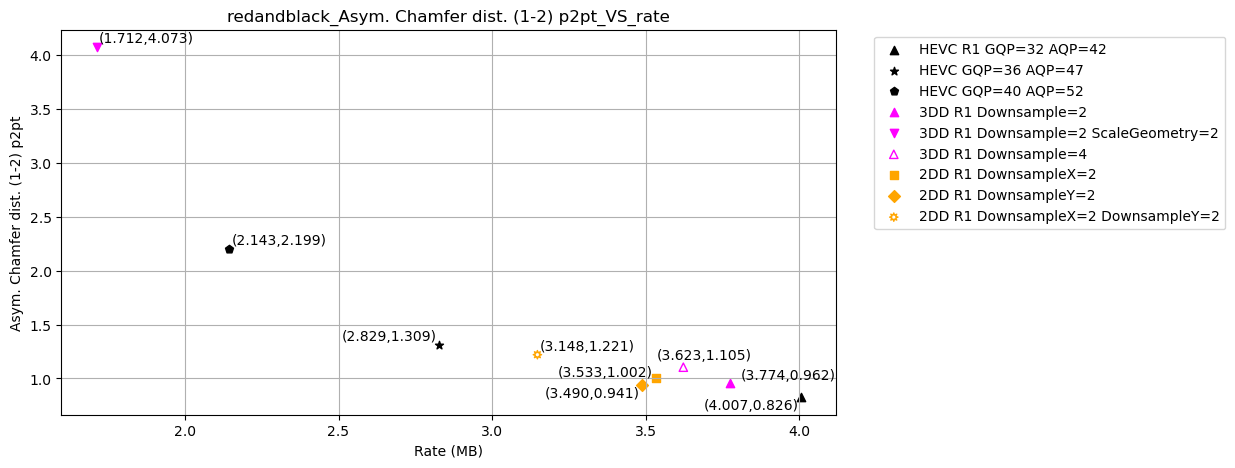 redandblack_Asym. Chamfer dist. (1-2) p2pt_VS_rate
Asym. Chamfer dist. (1-2) p2pt
4.0
3.5
3.0
2.5
2.0
1.5
1.0
(1.712,4.073)
(2.143,2.199)
(2.829,1.309)
(3.148,1.221)
(3.623,1.105)
(3.533,1.002)
(3.774,0.962)
(3.490,0.941)
(4.007,0.826)
2.0
2.5
3.0
3.5
4.0
Rate (MB)
HEVC R1 GQP=32 AQP=42
HEVC GQP=36 AQP=47
HEVC GQP=40 AQP=52
3DD R1 Downsample=2
3DD R1 Downsample=2 ScaleGeometry=2
3DD R1 Downsample=4
2DD R1 DownsampleX=2
2DD R1 DownsampleY=2
2DD R1 DownsampleX=2 DownsampleY=2